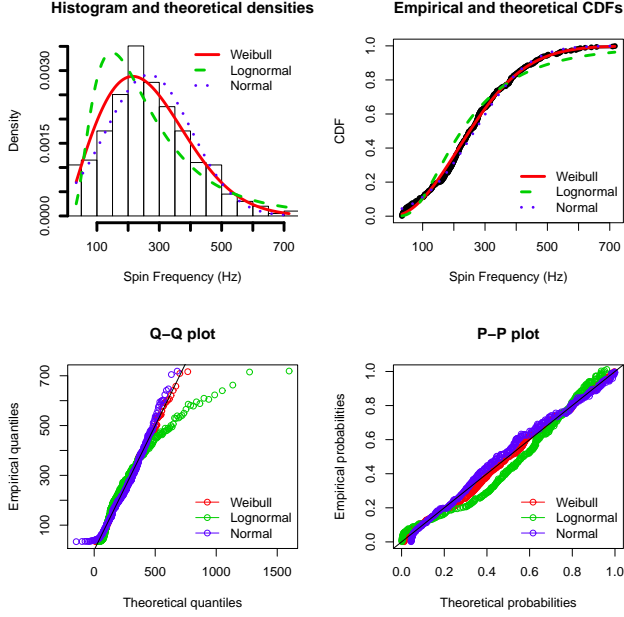 Histogram and theoretical densities
Density
0.0000
0.0015
0.0030
Weibull
Lognormal
Normal
100
300
500
700
Spin Frequency (Hz)
Empirical and theoretical CDFs
CDF
0.0
0.2
0.4
0.6
0.8
1.0
Weibull
Lognormal
Normal
100
300
500
700
Spin Frequency (Hz)
Q−Q plot
Empirical quantiles
100
300
500
700
Weibull
Lognormal
Normal
0
500
1000
1500
Theoretical quantiles
P−P plot
Empirical probabilities
0.0
0.2
0.4
0.6
0.8
1.0
Weibull
Lognormal
Normal
0.0
0.2
0.4
0.6
0.8
1.0
Theoretical probabilities